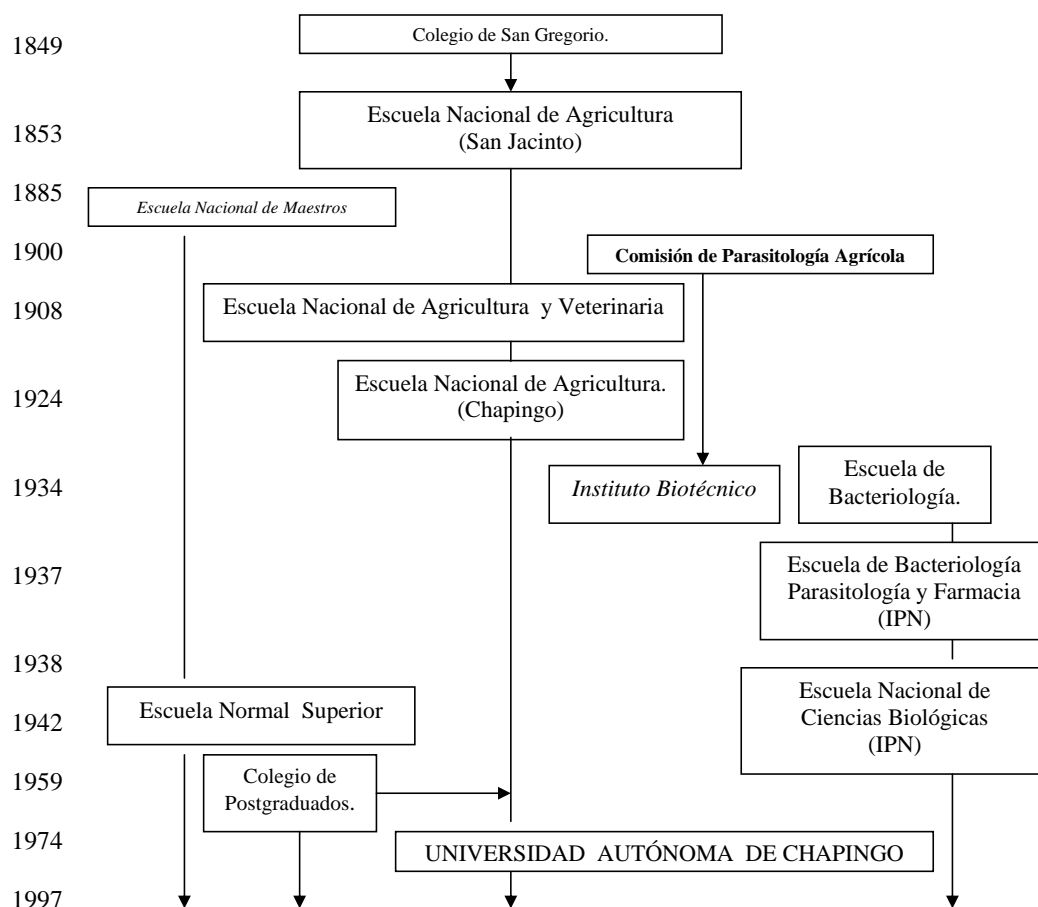 1849
Colegio de San Gregorio.
1853
Escuela Nacional de Agricultura
(San Jacinto)
1885
Escuela Nacional de Maestros
1900
Comisión de Parasitología Agrícola
1908
Escuela Nacional de Agricultura y Veterinaria
1924
Escuela Nacional de Agricultura.
(Chapingo)
1934
Instituto Biotécnico
Escuela de
Bacteriología.
1937
Escuela de Bacteriología
Parasitología y Farmacia
(IPN)
1938
1942
Escuela Normal Superior
Escuela Nacional de
Ciencias Biológicas
(IPN)
1959
Colegio de
Postgraduados.
1974
UNIVERSIDAD AUTÓNOMA DE CHAPINGO
1997